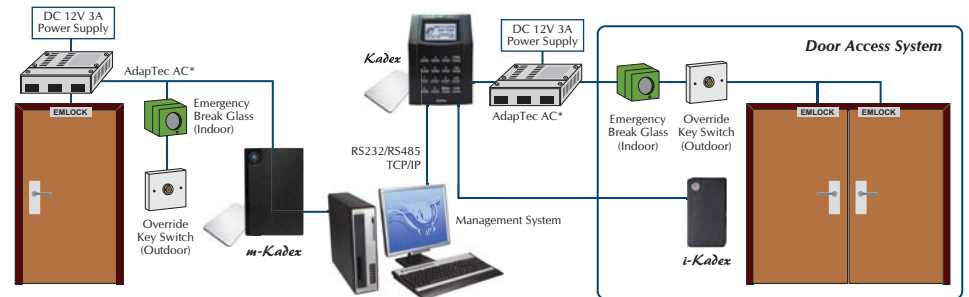 DC 12V 3A
Power Supply
AdapTec AC*
EMLOCK
Emergency
Break Glass
(Indoor)
Override
Key Switch
(Outdoor)
m-Kadex
Kadex
DC 12V 3A
Power Supply
AdapTec AC*
RS232/RS485
TCP/IP
Management System
Door Access System
Emergency
Break Glass
(Indoor)
Override
Key Switch
(Outdoor)
EMLOCK
EMLOCK
i-Kadex